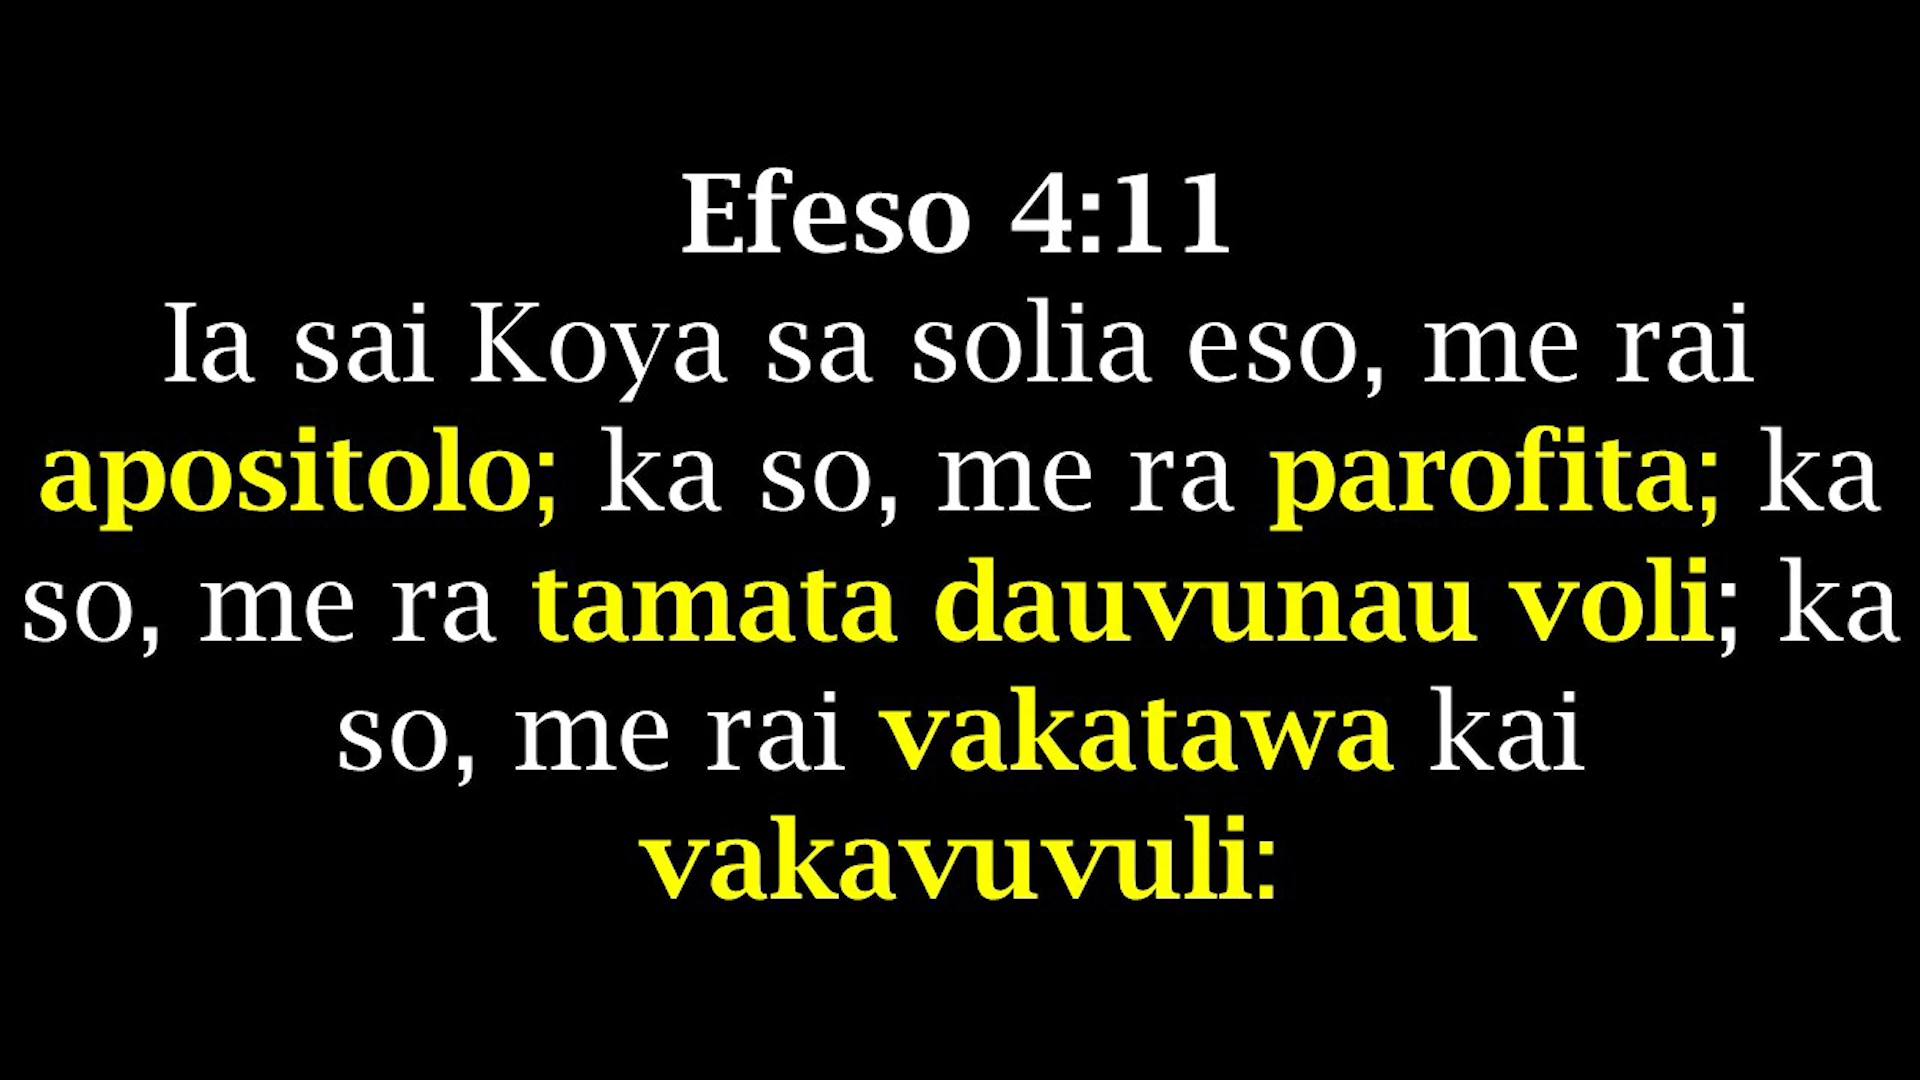 Efeso 4:11
Ia sai Koya sa solia eso, me rai
apositolo; ka so, me ra parofita; ka
so, me ra tamata dauvunau voli; ka
so, me rai vakatawa kai
vakavuvuli: